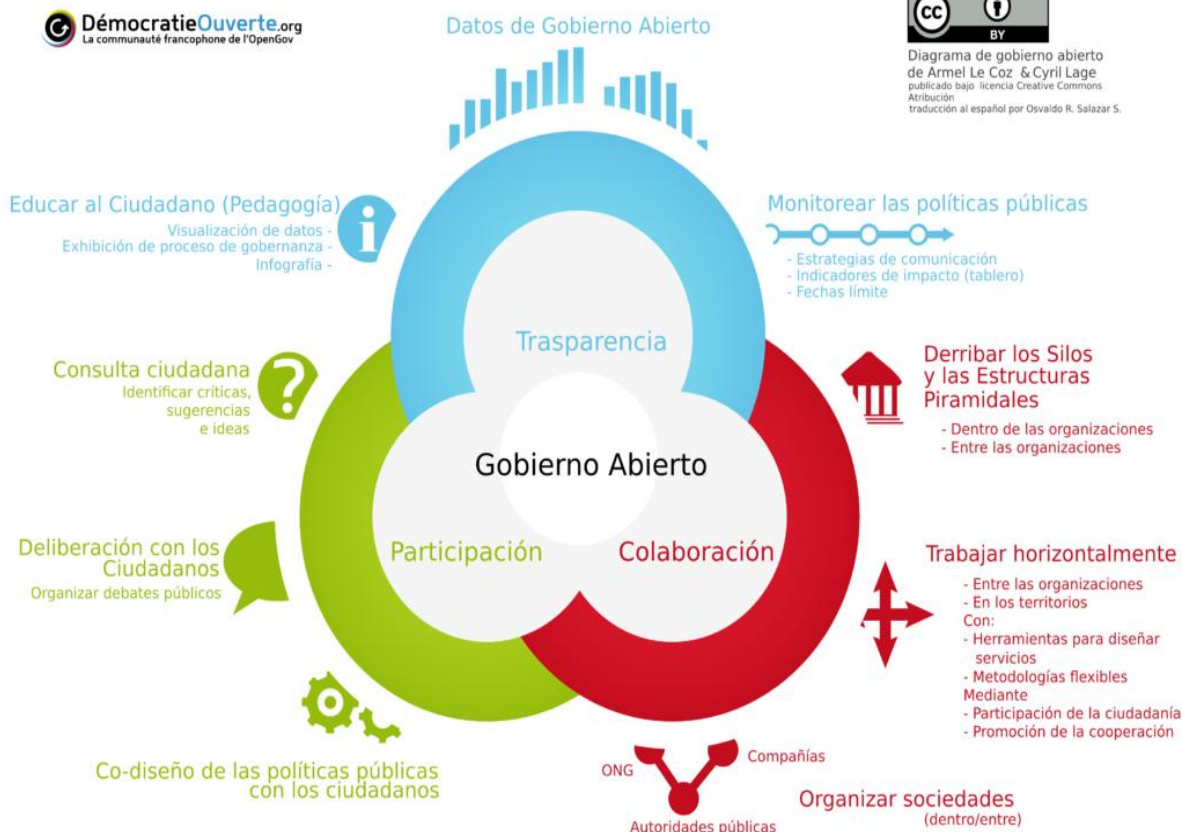 DémocratieOuverte.org
La communauté francophone de l'OpenGov
Datos de Gobierno Abierto
cc
BY
Diagrama de gobierno abierto
de Armel Le Coz & Cyril Lage
publicado bajo licencia Creative Commons
Atribución
traducción al español por Osvaldo R. Salazar S.
Educar al Ciudadano (Pedagogía)
Visualización de datos -
Exhibición de proceso de gobernanza -
Infografía -
i
Monitorear las políticas públicas
- Estrategias de comunicación
- Indicadores de impacto (tablero)
- Fechas límite
Trasparencia
Consulta ciudadana
Identificar críticas,
sugerencias
e ideas
?
Derribar los Silos
y las Estructuras
Piramidales
- Dentro de las organizaciones
- Entre las organizaciones
Gobierno Abierto
Participación
Colaboración
Deliberación con los
Ciudadanos
Organizar debates públicos
Trabajar horizontalmente
- Entre las organizaciones
- En los territorios
Con:
- Herramientas para diseñar
servicios
- Metodologías flexibles
Mediante
- Participación de la ciudadanía
- Promoción de la cooperación
Co-diseño de las políticas públicas
con los ciudadanos
ONG
Compañías
Autoridades públicas
Organizar sociedades
(dentro/entre)